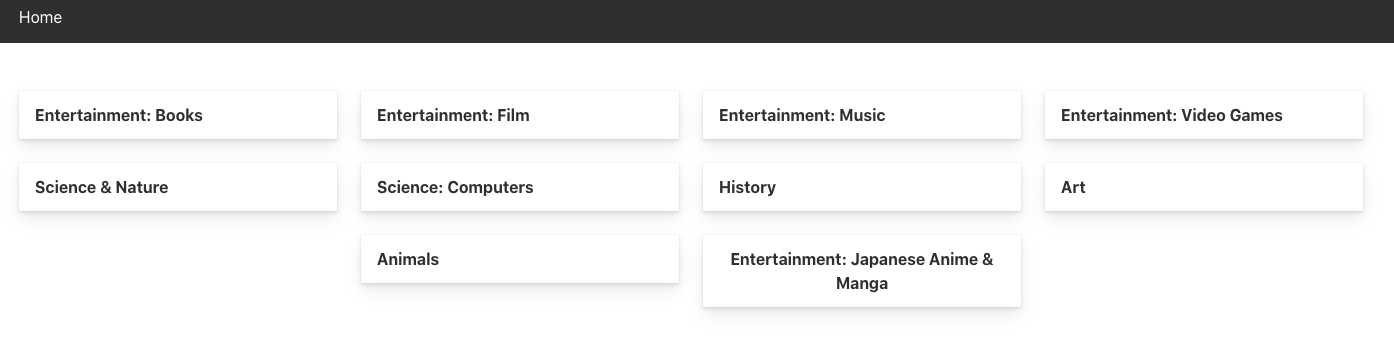 Home
Entertainment: Books
Entertainment: Film
Entertainment: Music
Entertainment: Video Games
Science & Nature
Science: Computers
History
Art
Animals
Entertainment: Japanese Anime &
Manga